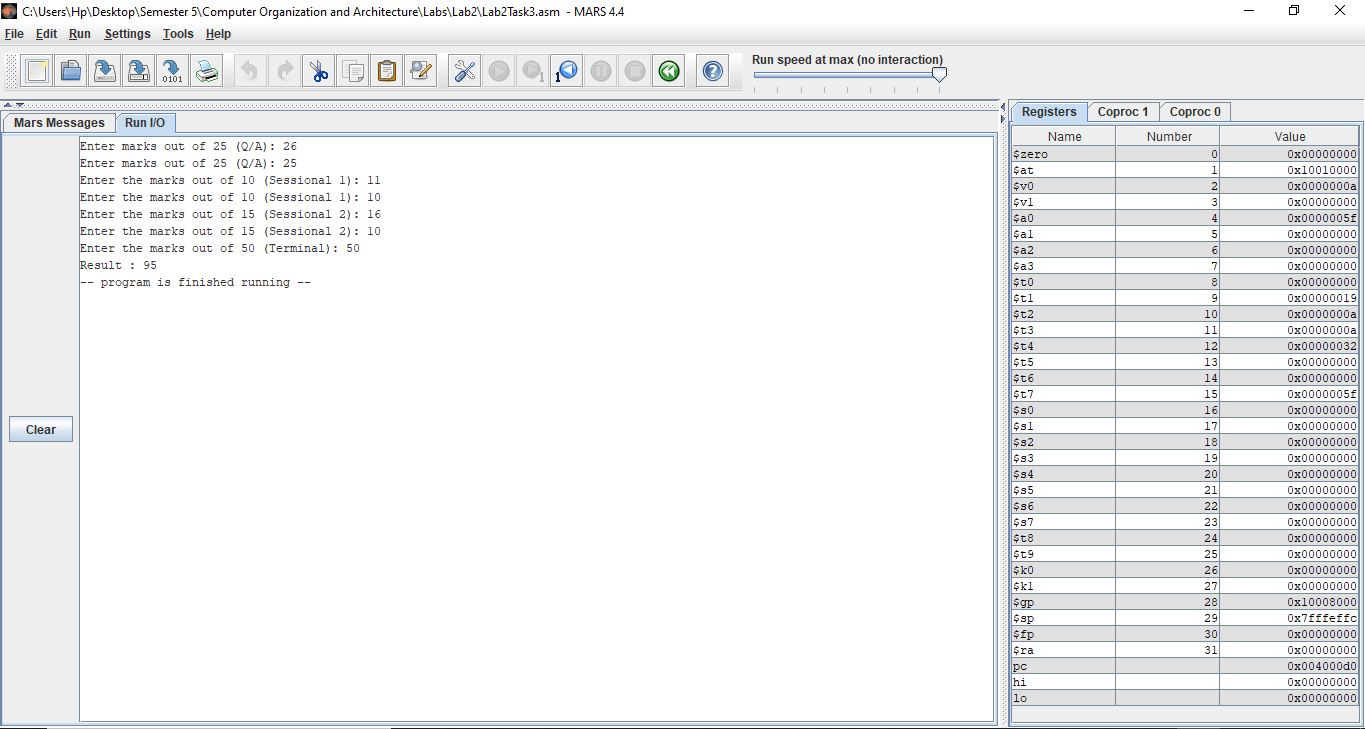 C:\Users\Hp\Desktop\Semester 5\Computer Organization and Architecture\Labs\Lab2\Lab2Task3.asm - MARS 4.4
File Edit Run Settings Tools Help
Run speed at max (no interaction)
Mars Messages Run I/O
Enter marks out of 25 (Q/A): 26
Enter marks out of 25 (Q/A): 25
Enter the marks out of 10 (Sessional 1): 11
Enter the marks out of 10 (Sessional 1): 10
Enter the marks out of 15 (Sessional 2): 16
Enter the marks out of 15 (Sessional 2): 10
Enter the marks out of 50 (Terminal): 50
Result : 95
-- program is finished running --
Clear
Registers Coproc 1 Coproc 0
Name Number Value
$zero 0 0x00000000
$at 1 0x10010000
$v0 2 0x0000000a
$v1 3 0x00000000
$a0 4 0x0000005f
$a1 5 0x00000000
$a2 6 0x00000000
$a3 7 0x00000000
$t0 8 0x00000000
$t1 9 0x00000019
$t2 10 0x0000000a
$t3 11 0x0000000a
$t4 12 0x00000032
$t5 13 0x00000000
$t6 14 0x00000000
$t7 15 0x0000005f
$s0 16 0x00000000
$s1 17 0x00000000
$s2 18 0x00000000
$s3 19 0x00000000
$s4 20 0x00000000
$s5 21 0x00000000
$s6 22 0x00000000
$s7 23 0x00000000
$t8 24 0x00000000
$t9 25 0x00000000
$k0 26 0x00000000
$k1 27 0x00000000
$gp 28 0x10008000
$sp 29 0x7fffeffc
$fp 30 0x00000000
$ra 31 0x00000000
pc 0x004000d0
hi 0x00000000
lo 0x00000000